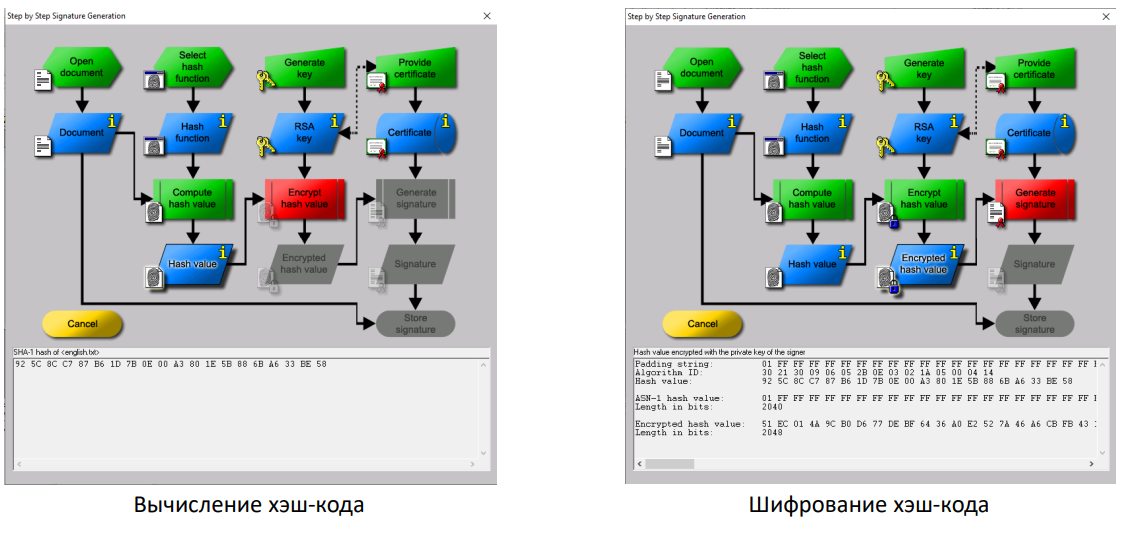 Step by Step Signature Generation
Open
document
Select
hash
function
Generate
key
Provide
certificate
Document
Hash
function
RSA
key
Certificate
Compute
hash value
Encrypt
hash value
Generate
signature
Hash value
Encrypted
hash value
Signature
Store
signature
Cancel
SHA-1 hash of <english.txt>
92 5C 8C C7 87 B6 1D 7B 0E 00 A3 80 1E 5B 88 6B A6 33 BE 58
Вычисление хэш-кода
Step by Step Signature Generation
Open
document
Select
hash
function
Generate
key
Provide
certificate
Document
Hash
function
RSA
key
Certificate
Compute
hash value
Encrypt
hash value
Generate
signature
Hash value
Encrypted
hash value
Signature
Store
signature
Cancel
Hash value encrypted with the private key of the signer
Padding string: 01 FF FF FF FF FF FF FF FF FF FF FF FF FF FF FF FF FF FF FF FF
Algorithm ID: 30 21 30 09 06 05 2B 0E 03 02 1A 05 00 04 14
Hash value: 92 5C 8C C7 87 B6 1D 7B 0E 00 A3 80 1E 5B 88 6B A6 33 BE 58
ASN-1 hash value: 01 FF FF FF FF FF FF FF FF FF FF FF FF FF FF FF FF FF FF FF FF
Length in bits: 2040
Encrypted hash value: 51 EC 01 4A 9C B0 D6 77 DE BF 64 36 A0 E2 52 7A 46 A6 CB FB 43
Length in bits: 2048
Шифрование хэш-кода